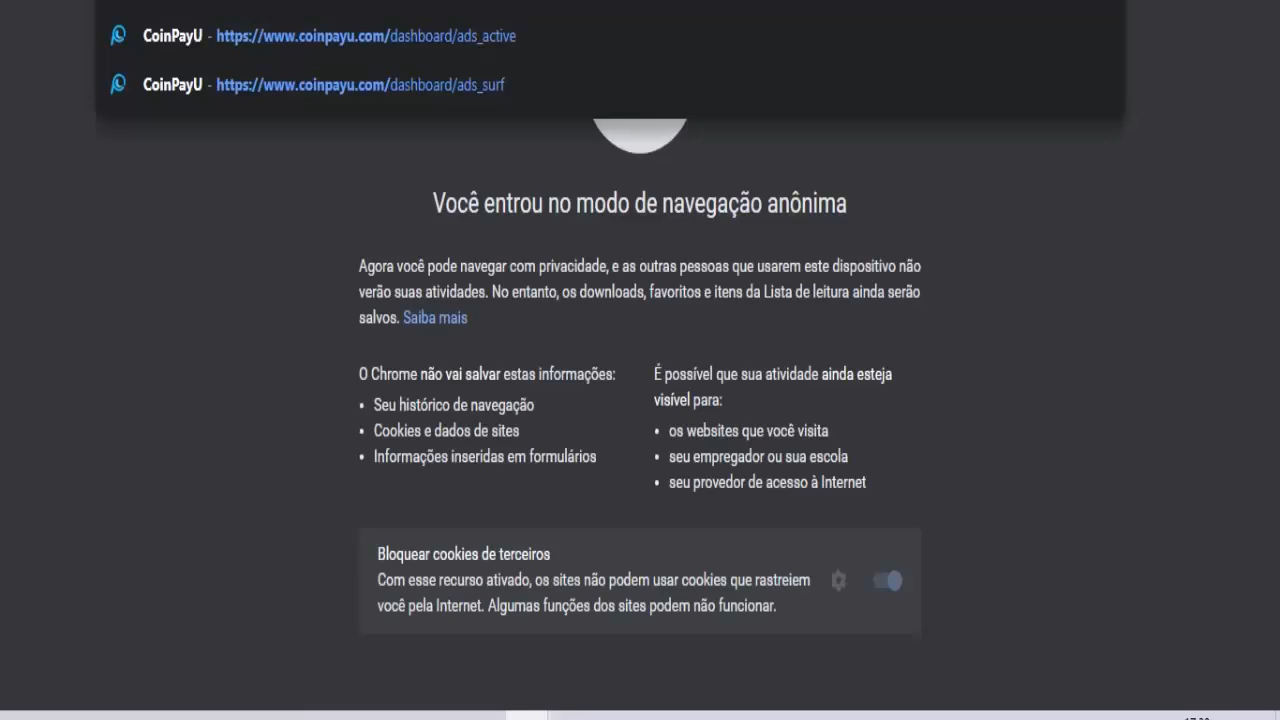 CoinPayU - https://www.coinpayu.com/dashboard/ads_active
CoinPayU - https://www.coinpayu.com/dashboard/ads_surf
Você entrou no modo de navegação anônima
Agora você pode navegar com privacidade, e as outras pessoas que usarem este dispositivo não
verão suas atividades. No entanto, os downloads, favoritos e itens da Lista de leitura ainda serão
salvos. Saiba mais
O Chrome não vai salvar estas informações:
• Seu histórico de navegação
• Cookies e dados de sites
• Informações inseridas em formulários
É possível que sua atividade ainda esteja
visível para:
• os websites que você visita
• seu empregador ou sua escola
• seu provedor de acesso à Internet
Bloquear cookies de terceiros
Com esse recurso ativado, os sites não podem usar cookies que rastreiem
você pela Internet. Algumas funções dos sites podem não funcionar.